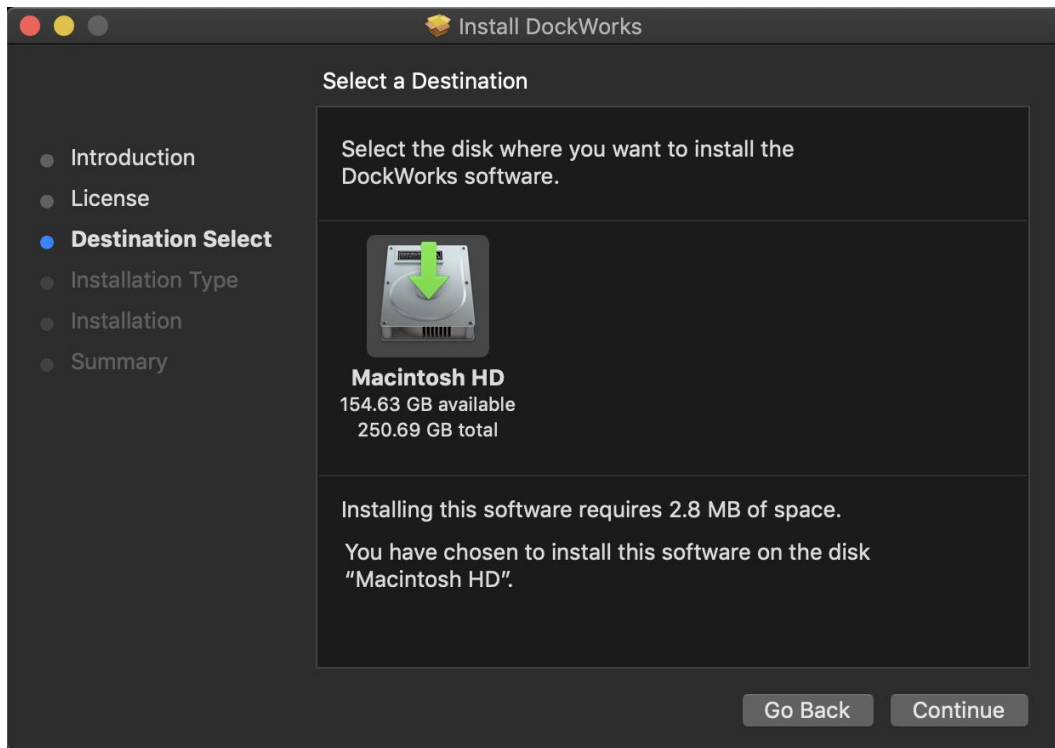 Install DockWorks
Select a Destination
Introduction
License
Destination Select
Installation Type
Installation
Summary
Select the disk where you want to install the
DockWorks software.
Macintosh HD
154.63 GB available
250.69 GB total
Installing this software requires 2.8 MB of space.
You have chosen to install this software on the disk
“Macintosh HD”.
Go Back
Continue